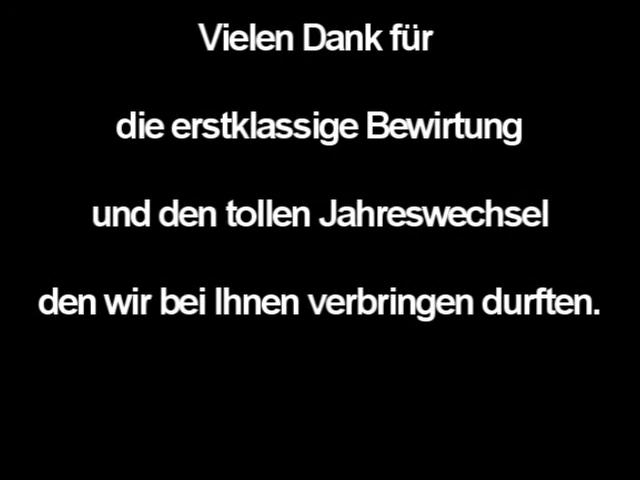 Vielen Dank für
die erstklassige Bewirtung
und den tollen Jahreswechsel
den wir bei Ihnen verbringen durften.